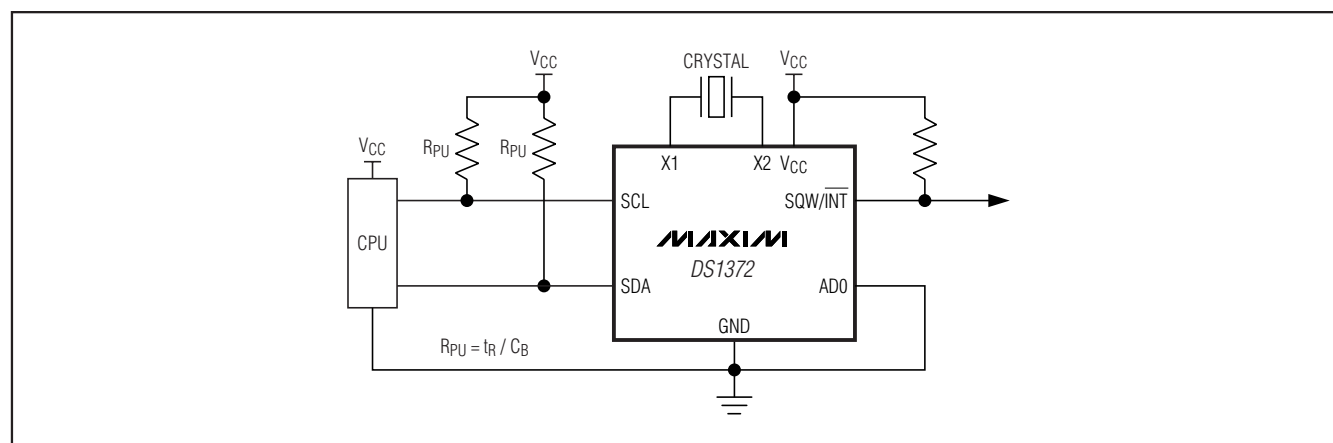 VCC
CRYSTAL
VCC
RPU
RPU
VCC
X1
X2
VCC
SCL
SQW/INT
CPU
MAXIM
DS1372
SDA
AD0
GND
RPU = tR / CB